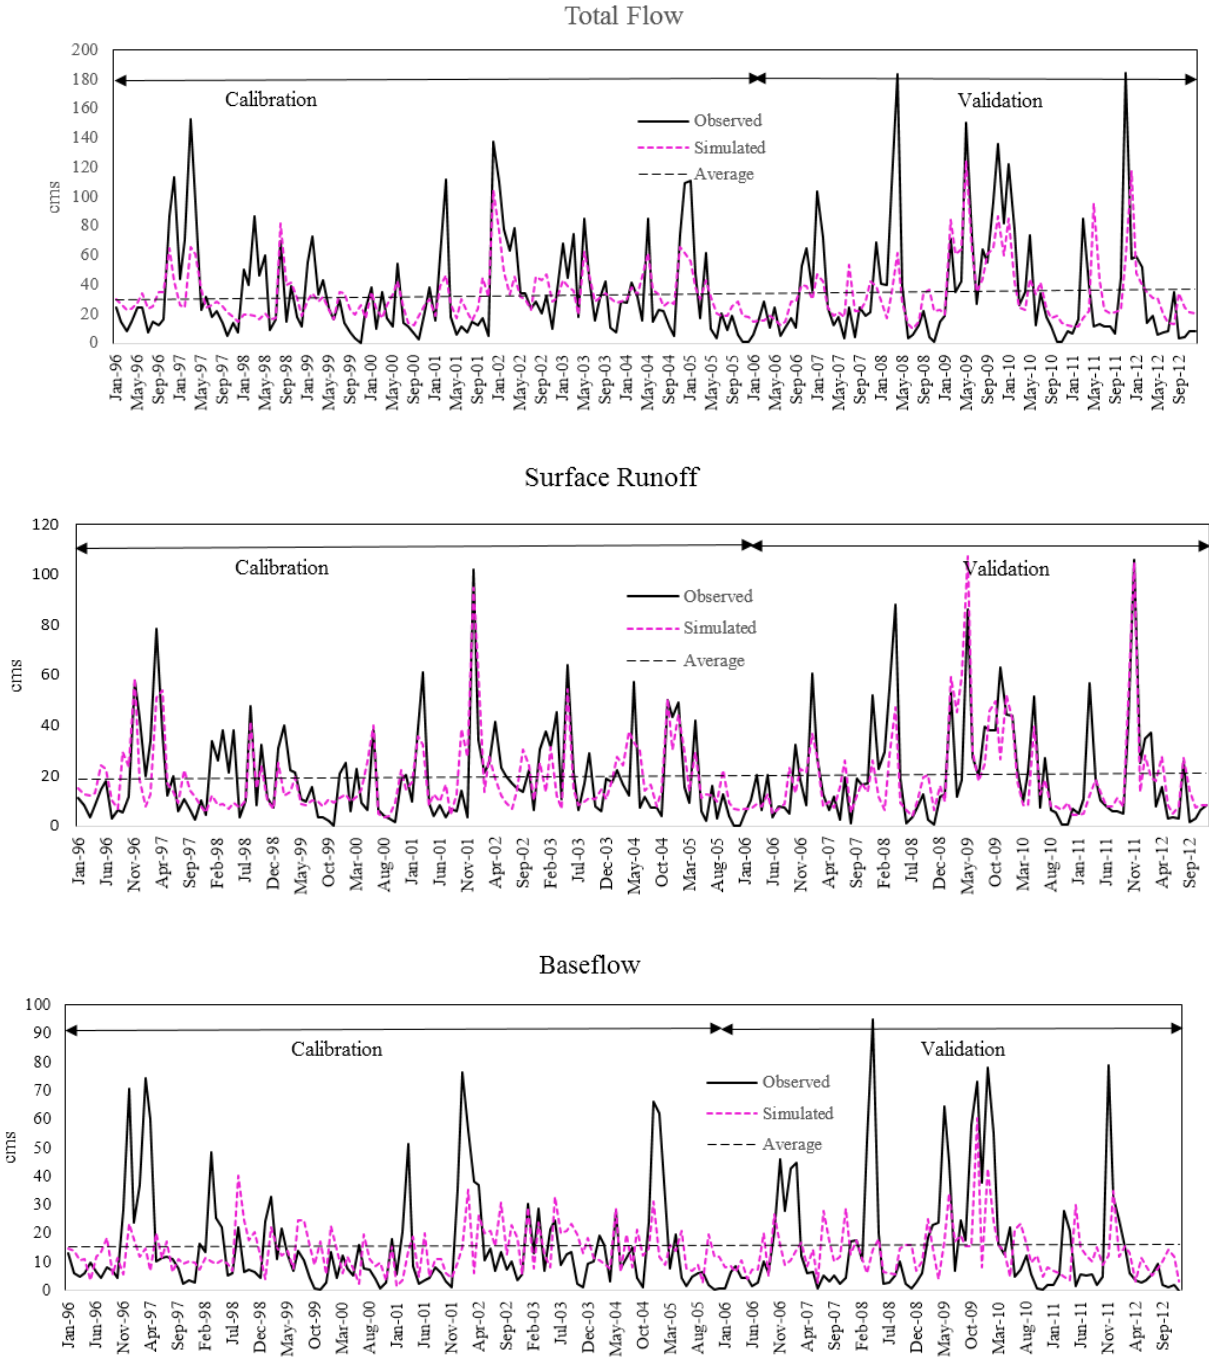 Total Flow
200
180
160
140
120
100
80
60
40
20
0
cms
Calibration
Validation
Observed
Simulated
Average
Jan-96
May-96
Sep-96
Jan-97
May-97
Sep-97
Jan-98
May-98
Sep-98
Jan-99
May-99
Sep-99
Jan-00
May-00
Sep-00
Jan-01
May-01
Sep-01
Jan-02
May-02
Sep-02
Jan-03
May-03
Sep-03
Jan-04
May-04
Sep-04
Jan-05
May-05
Sep-05
Jan-06
May-06
Sep-06
Jan-07
May-07
Sep-07
Jan-08
May-08
Sep-08
Jan-09
May-09
Sep-09
Jan-10
May-10
Sep-10
Jan-11
May-11
Sep-11
Jan-12
May-12
Sep-12
Surface Runoff
120
100
80
60
40
20
0
cms
Calibration
Validation
Observed
Simulated
Average
Jan-96
Jun-96
Nov-96
Apr-97
Sep-97
Feb-98
Jul-98
Dec-98
May-99
Oct-99
Mar-00
Aug-00
Jan-01
Jun-01
Nov-01
Apr-02
Sep-02
Feb-03
Jul-03
Dec-03
May-04
Oct-04
Mar-05
Aug-05
Jan-06
Jun-06
Nov-06
Apr-07
Sep-07
Feb-08
Jul-08
Dec-08
May-09
Oct-09
Mar-10
Aug-10
Jan-11
Jun-11
Nov-11
Apr-12
Sep-12
Baseflow
100
90
80
70
60
50
40
30
20
10
0
cms
Calibration
Validation
Observed
Simulated
Average
Jan-96
Jun-96
Nov-96
Apr-97
Sep-97
Feb-98
Jul-98
Dec-98
May-99
Oct-99
Mar-00
Aug-00
Jan-01
Jun-01
Nov-01
Apr-02
Sep-02
Feb-03
Jul-03
Dec-03
May-04
Oct-04
Mar-05
Aug-05
Jan-06
Jun-06
Nov-06
Apr-07
Sep-07
Feb-08
Jul-08
Dec-08
May-09
Oct-09
Mar-10
Aug-10
Jan-11
Jun-11
Nov-11
Apr-12
Sep-12